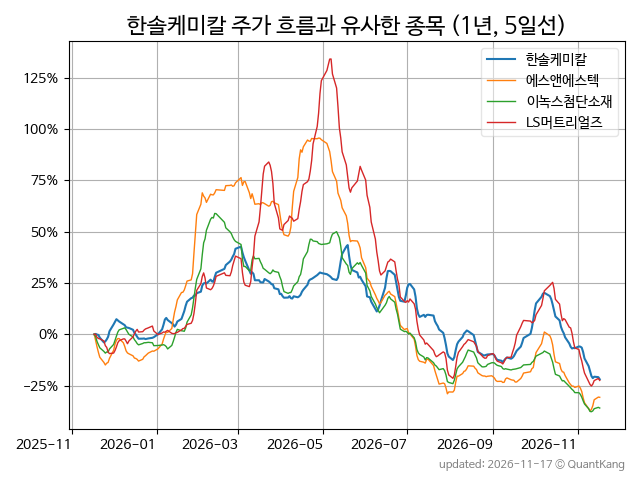 한솔케미칼 주가 흐름과 유사한 종목 (1년, 5일선)
한솔케미칼
에스앤에스텍
이녹스첨단소재
LS머트리얼즈
125%
100%
75%
50%
25%
0%
−25%
2025−11 2026−01 2026−03 2026−05 2026−07 2026−09 2026−11
updated: 2026-11-17 © QuantKang